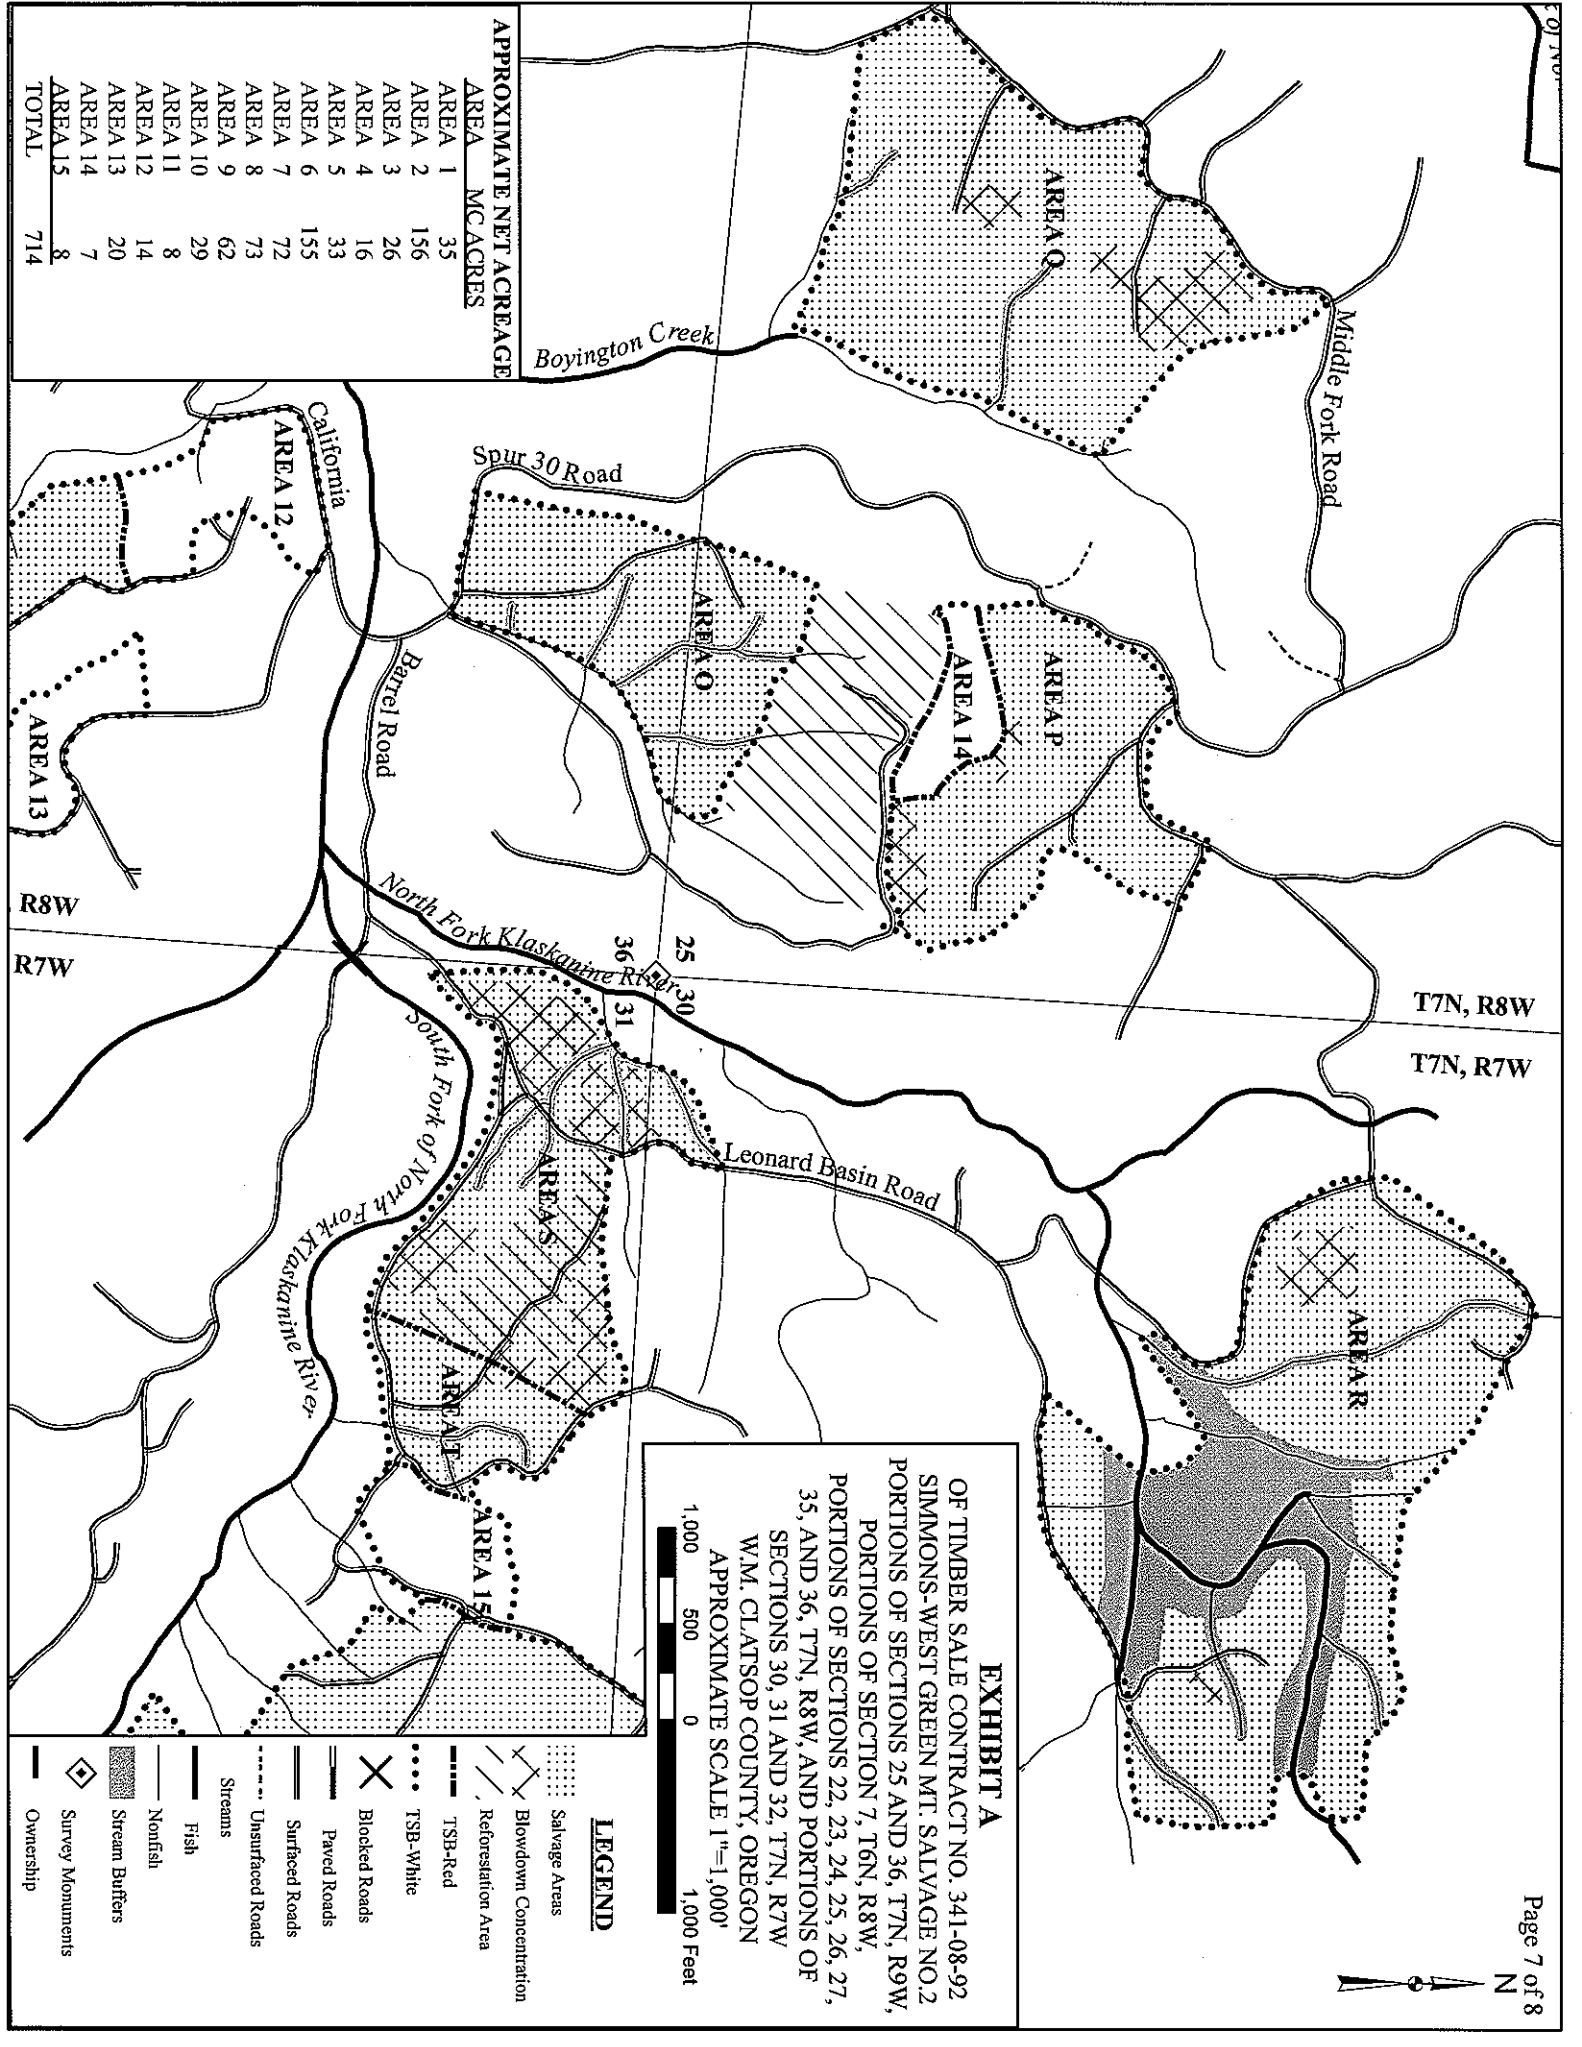 Page 7 of 8
N
EXHIBIT A
OF TIMBER SALE CONTRACT NO. 341-08-92
SIMMONS-WEST GREEN MT. SALVAGE NO.2
PORTIONS OF SECTIONS 25 AND 36, T7N, R9W,
PORTIONS OF SECTION 7, T6N, R8W,
PORTIONS OF SECTIONS 22, 23, 24, 25, 26, 27,
35, AND 36, T7N, R8W, AND PORTIONS OF
SECTIONS 30, 31 AND 32, T7N, R7W
W.M. CLATSOP COUNTY, OREGON
APPROXIMATE SCALE 1"=1,000'
1,000 500 0 1,000 Feet
LEGEND
Salvage Areas
Blowdown Concentration
Reforestation Area
TSB-Red
TSB-White
Blocked Roads
Paved Roads
Surfaced Roads
Unsurfaced Roads
Streams
Fish
Nonfish
Stream Buffers
Survey Monuments
Ownership
APPROXIMATE NET ACREAGE
AREA MC ACRES
AREA 1 35
AREA 2 156
AREA 3 26
AREA 4 16
AREA 5 33
AREA 6 155
AREA 7 72
AREA 8 73
AREA 9 62
AREA 10 29
AREA 11 8
AREA 12 14
AREA 13 20
AREA 14 7
AREA 15 8
TOTAL 714
Middle Fork Road
AREA Q
Boyington Creek
Spur 30 Road
AREA P
AREA 14
AREA O
California
AREA 12
AREA 13
Barrel Road
North Fork Klaskanine River
R8W
R7W
T7N, R8W
T7N, R7W
25
30
36
31
South Fork of North Fork Klaskanine River
Leonard Basin Road
AREA R
AREA S
AREA T
AREA 15